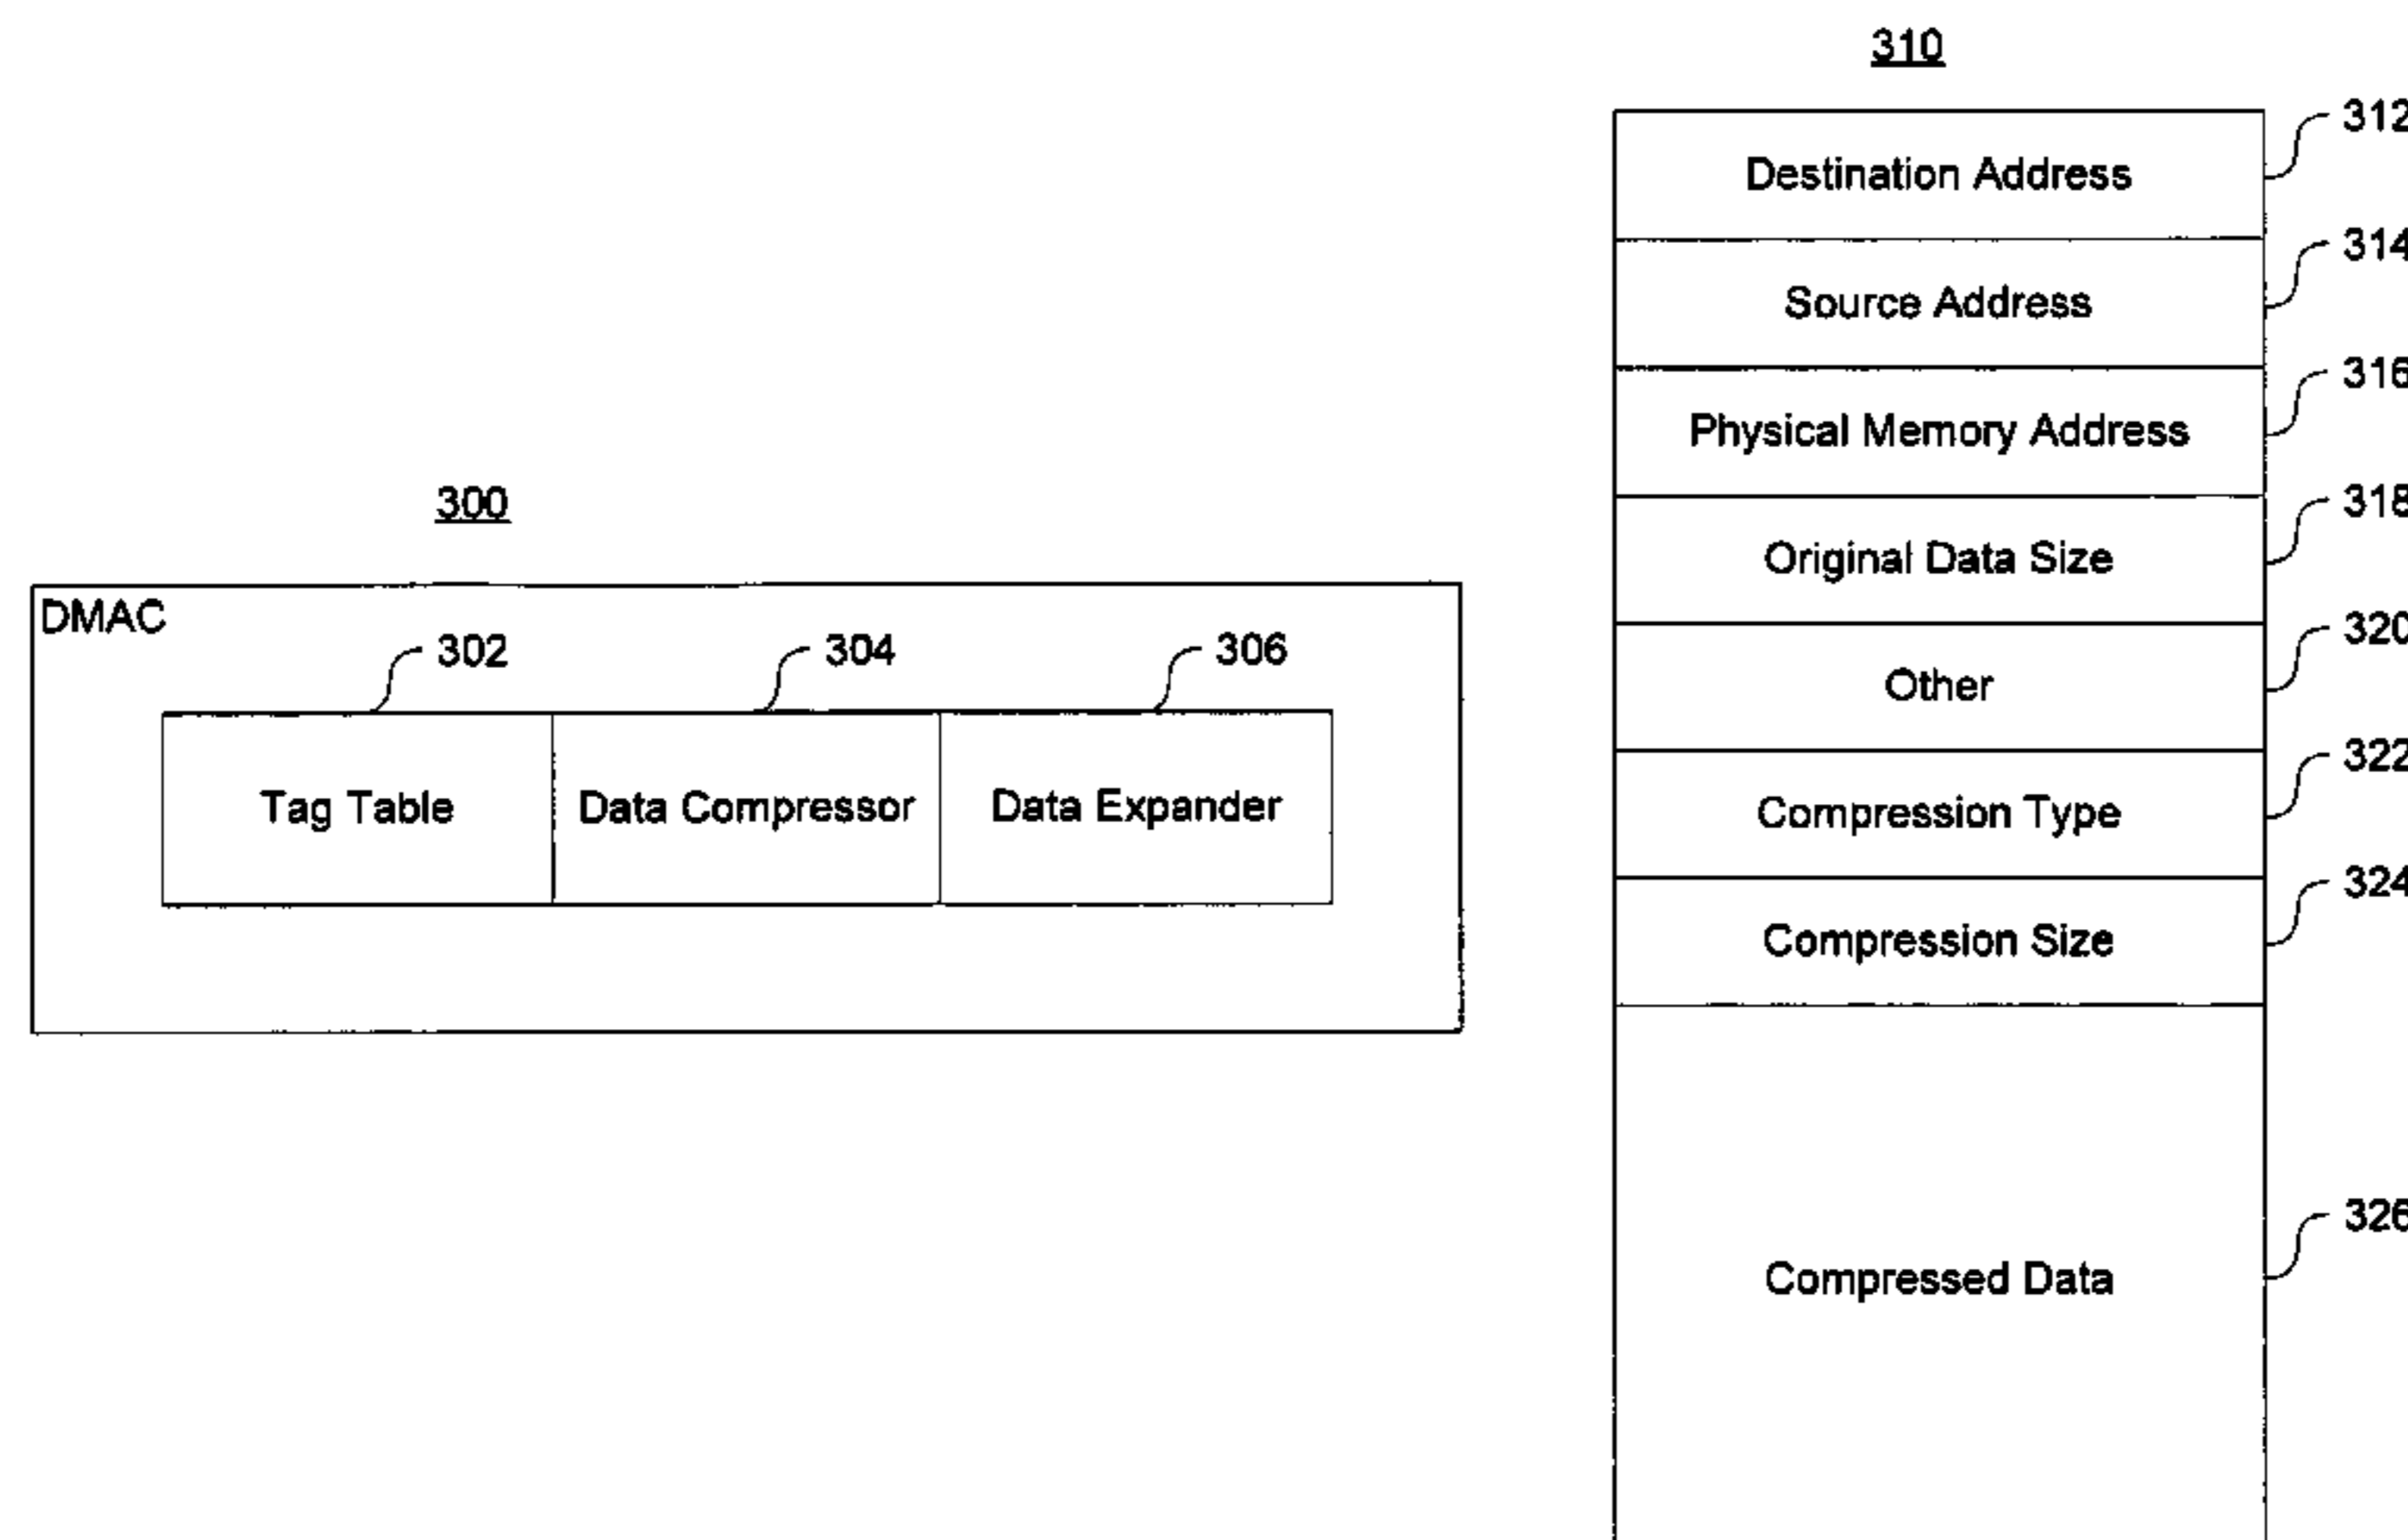 300
DMAC
302
304
306
Tag Table
Data Compressor
Data Expander
310
312
Destination Address
314
Source Address
316
Physical Memory Address
318
Original Data Size
320
Other
322
Compression Type
324
Compression Size
326
Compressed Data